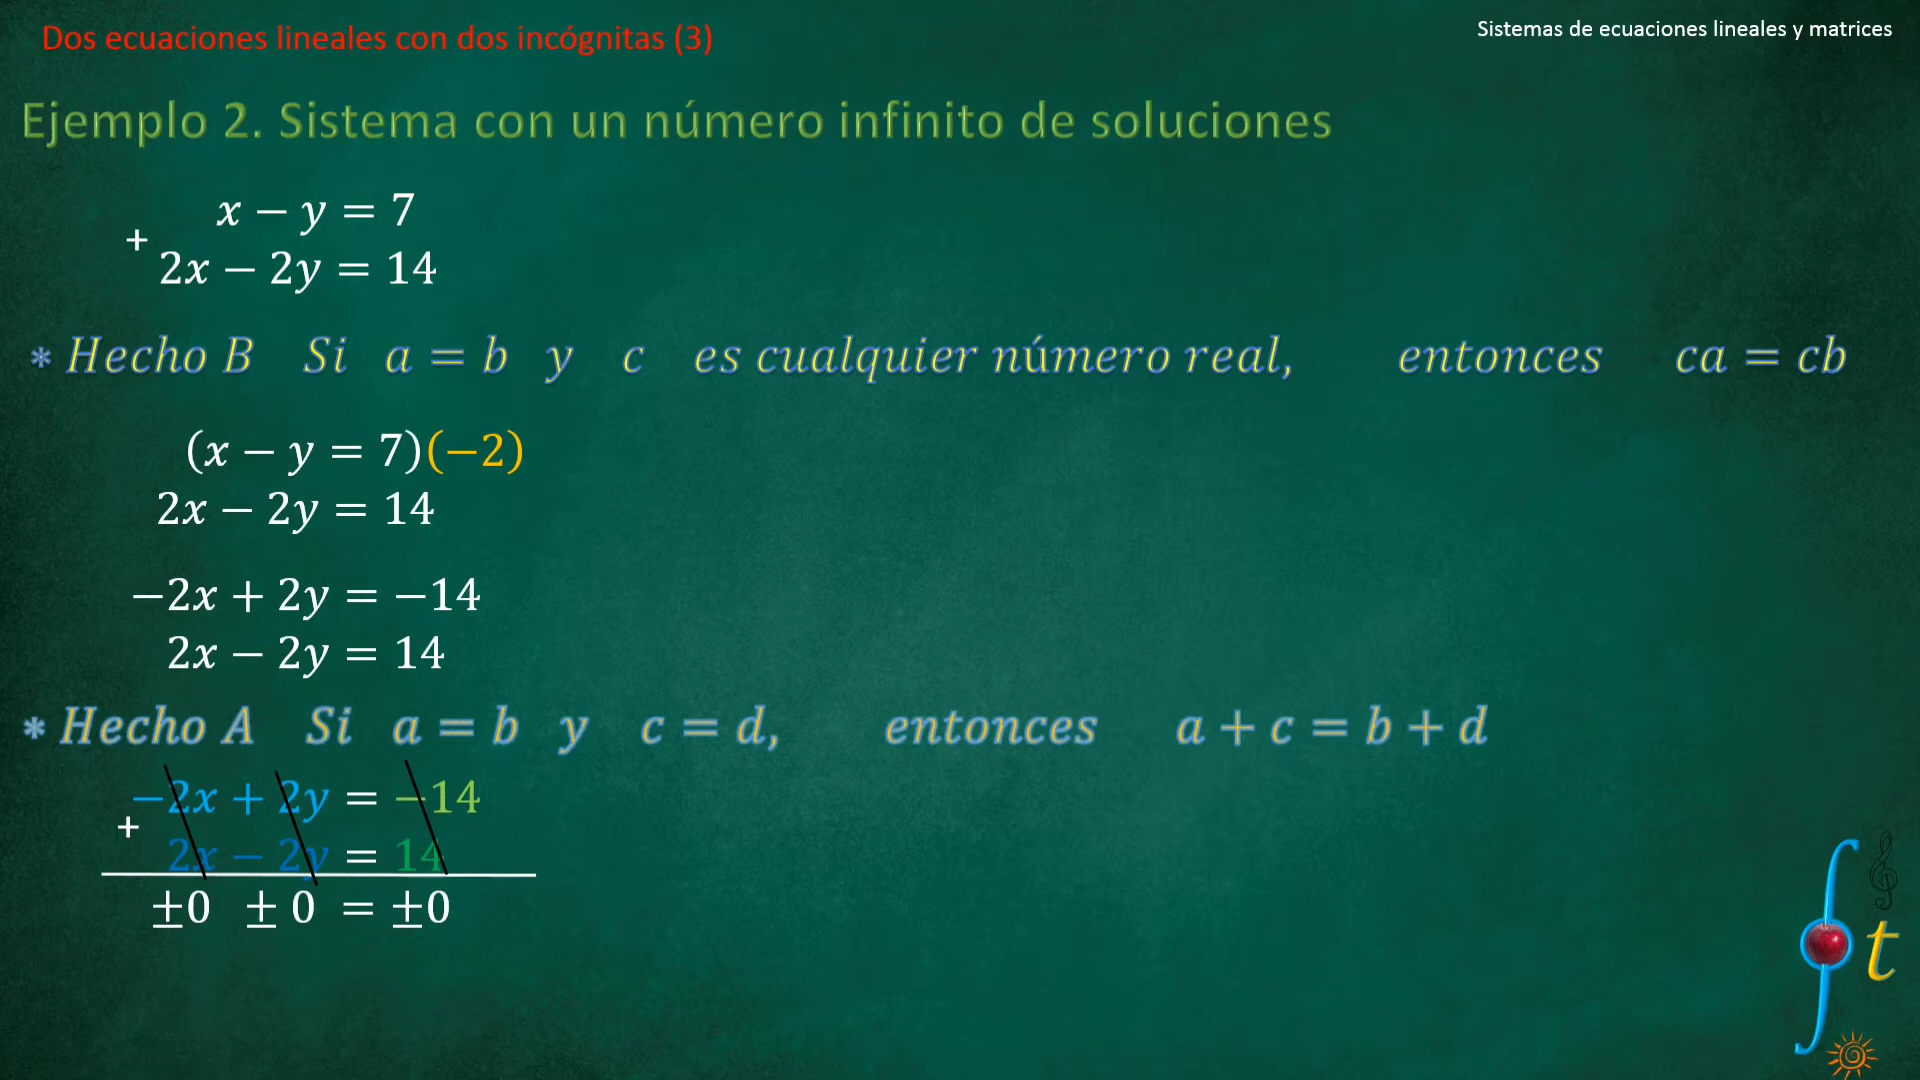 Dos ecuaciones lineales con dos incógnitas (3)
Sistemas de ecuaciones lineales y matrices
Ejemplo 2. Sistema con un número infinito de soluciones
x − y = 7
+
2x − 2y = 14
* Hecho B Si a = b y c es cualquier número real, entonces ca = cb
(x − y = 7)(−2)
2x − 2y = 14
−2x + 2y = −14
2x − 2y = 14
* Hecho A Si a = b y c = d, entonces a + c = b + d
−2x + 2y = −14
+
2x − 2y = 14
±0 ± 0 = ±0
t